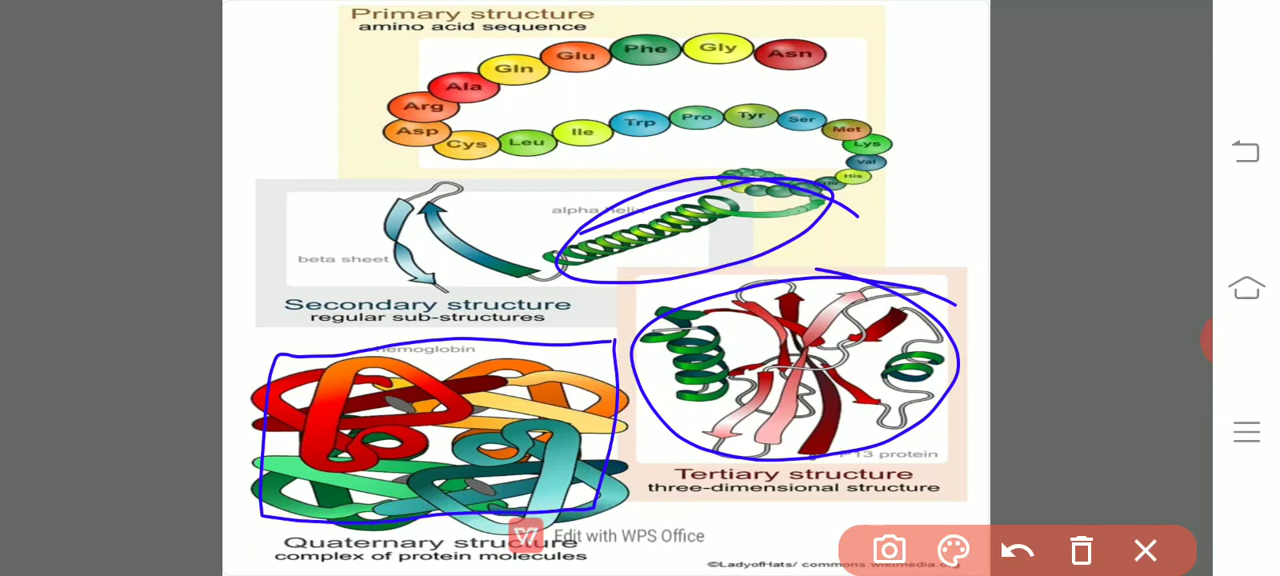 Primary structure
amino acid sequence
Asn
Gly
Phe
Glu
Gln
Ala
Arg
Asp
Cys
Leu
Ile
Trp
Pro
Tyr
Ser
Met
Lys
Val
His
alpha helix
beta sheet
Secondary structure
regular sub-structures
hemoglobin
13 protein
Tertiary structure
three-dimensional structure
Quaternary structure
complex of protein molecules
Edit with WPS Office
©LadyofHats/ commons.wikimedia.org